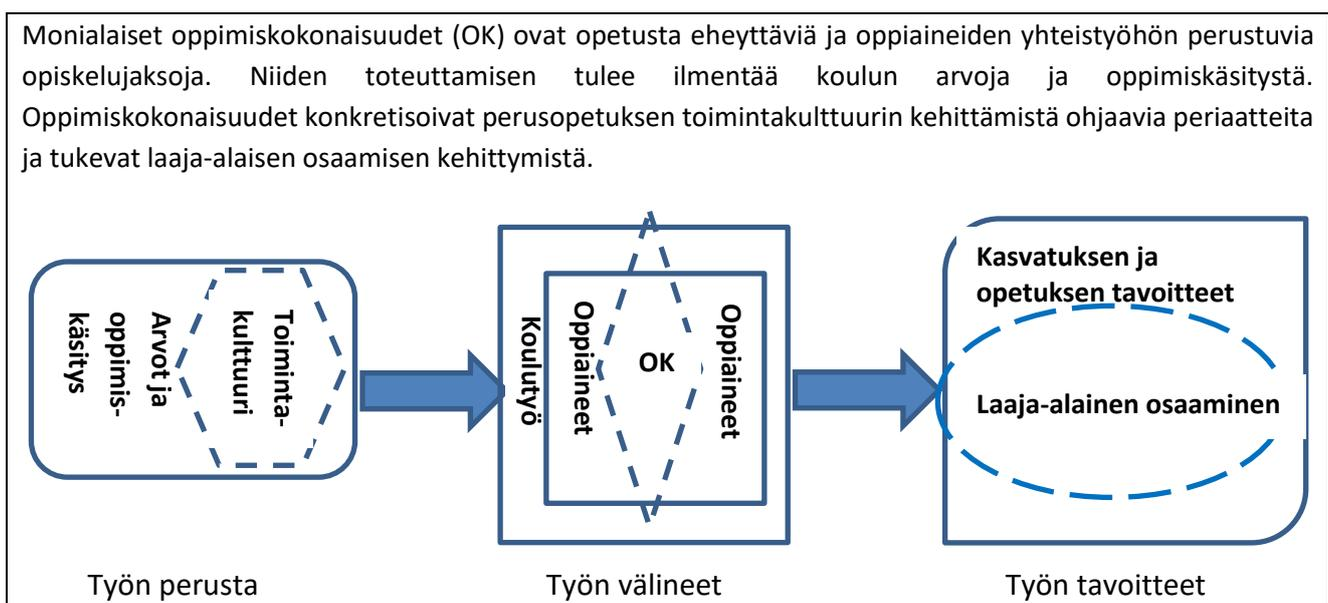 Monialaiset oppimiskokonaisuudet (OK) ovat opetusta eheyttäviä ja oppiaineiden yhteistyöhön perustuvia
opiskelujaksoja. Niiden toteuttamisen tulee ilmentää koulun arvoja ja oppimiskäsitystä.
Oppimiskokonaisuudet konkretisoivat perusopetuksen toimintakulttuurin kehittämistä ohjaavia periaatteita
ja tukevat laaja-alaisen osaamisen kehittymistä.
Toiminta-
kulttuuri
Arvot ja
oppimis-
käsitys
Koulutyö
Oppiaineet
OK
Oppiaineet
Kasvatuksen ja
opetuksen tavoitteet
Laaja-alainen osaaminen
Työn perusta
Työn välineet
Työn tavoitteet